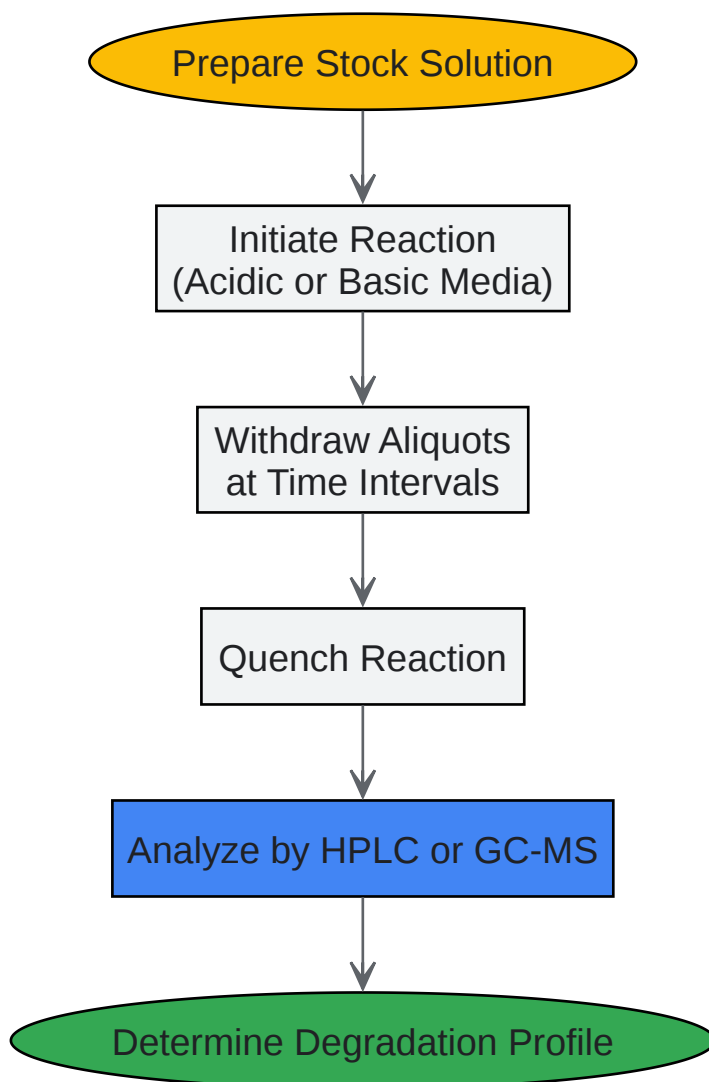 Prepare Stock Solution
Initiate Reaction
(Acidic or Basic Media)
Withdraw Aliquots
at Time Intervals
Quench Reaction
Analyze by HPLC or GC-MS
Determine Degradation Profile